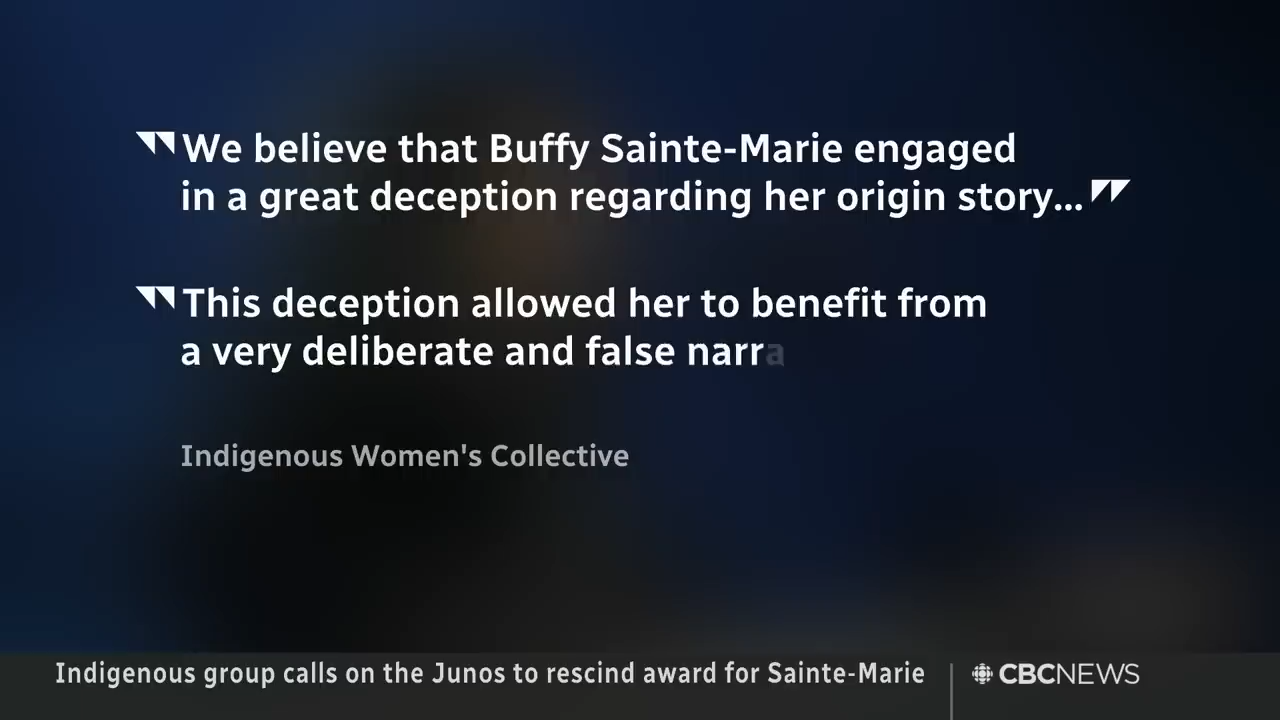 "We believe that Buffy Sainte-Marie engaged
in a great deception regarding her origin story..."
"This deception allowed her to benefit from
a very deliberate and false narra
Indigenous Women's Collective
Indigenous group calls on the Junos to rescind award for Sainte-Marie
CBCNEWS